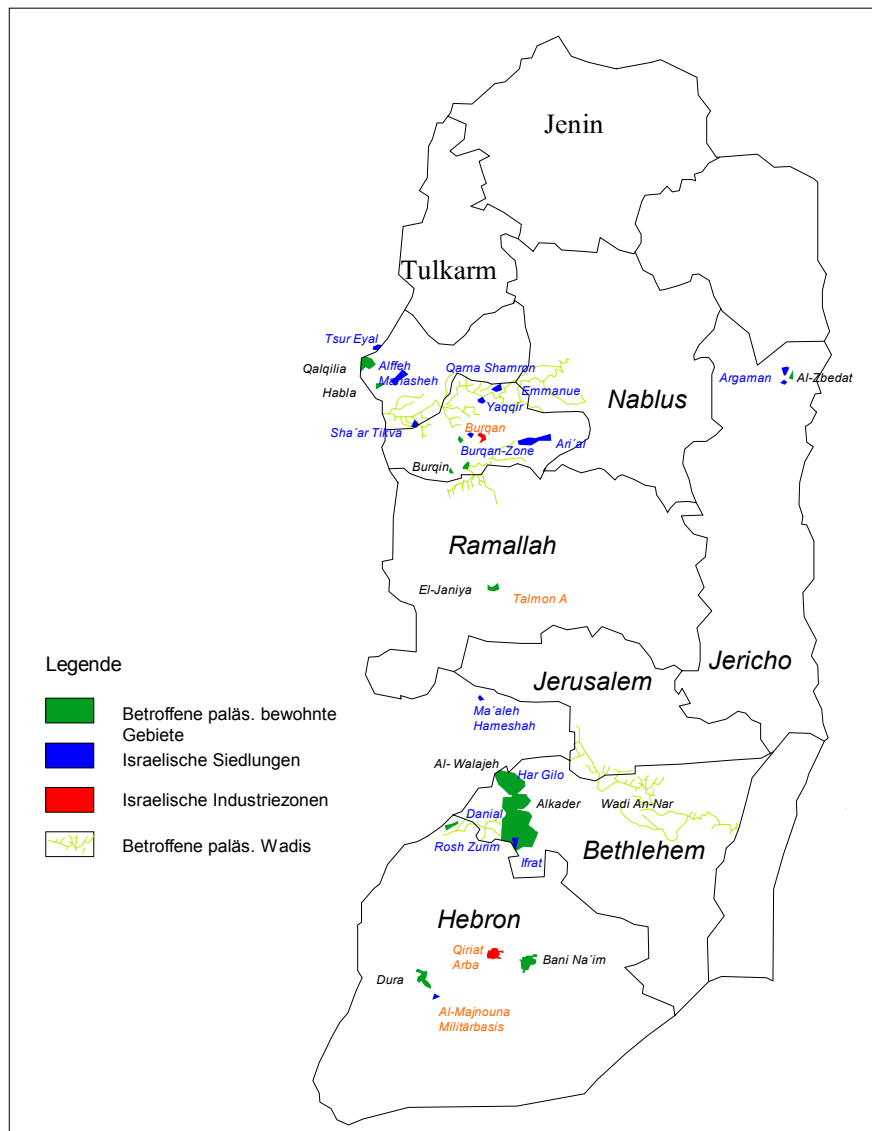 Jenin
Tulkarm
Tsur Eyal
Qalqilia
Alffeh
Manasheh
Habla
Qarna Shamron
Emmanue
Yaqqir
Nablus
Argaman
Al-Zbedat
Sha´ar Tikva
Burqan
Burqan-Zone
Ari´al
Burqin
Ramallah
El-Janiya
Talmon A
Legende
Betroffene paläs. bewohnte
Gebiete
Israelische Siedlungen
Israelische Industriezonen
Betroffene paläs. Wadis
Jerusalem
Jericho
Ma´aleh
Hameshah
Al- Walajeh
Har Gilo
Alkader
Wadi An-Nar
Danial
Rosh Zurim
Ifrat
Bethlehem
Hebron
Qiriat
Arba
Bani Na´im
Dura
Al-Majnouna
Militärbasis